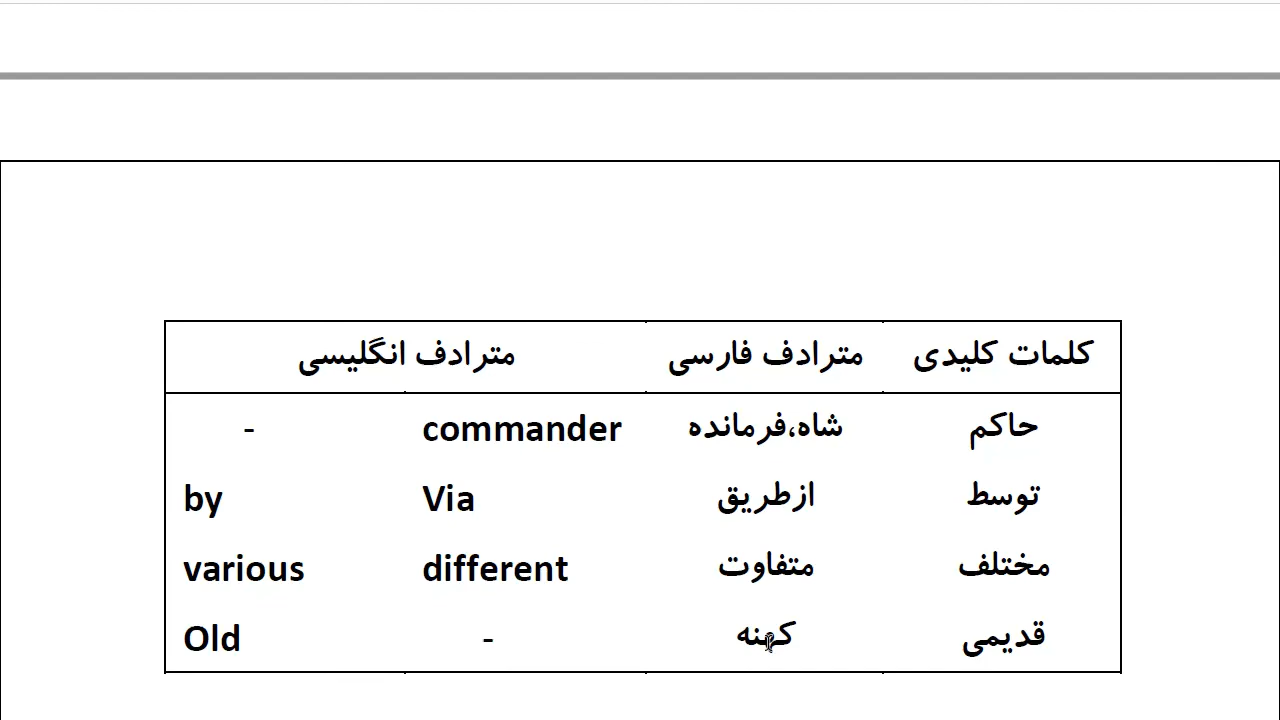 کلمات کلیدی مترادف فارسی مترادف انگلیسی
حاکم شاه،فرمانده commander -
توسط ازطریق Via by
مختلف متفاوت different various
قدیمی کهنه - Old